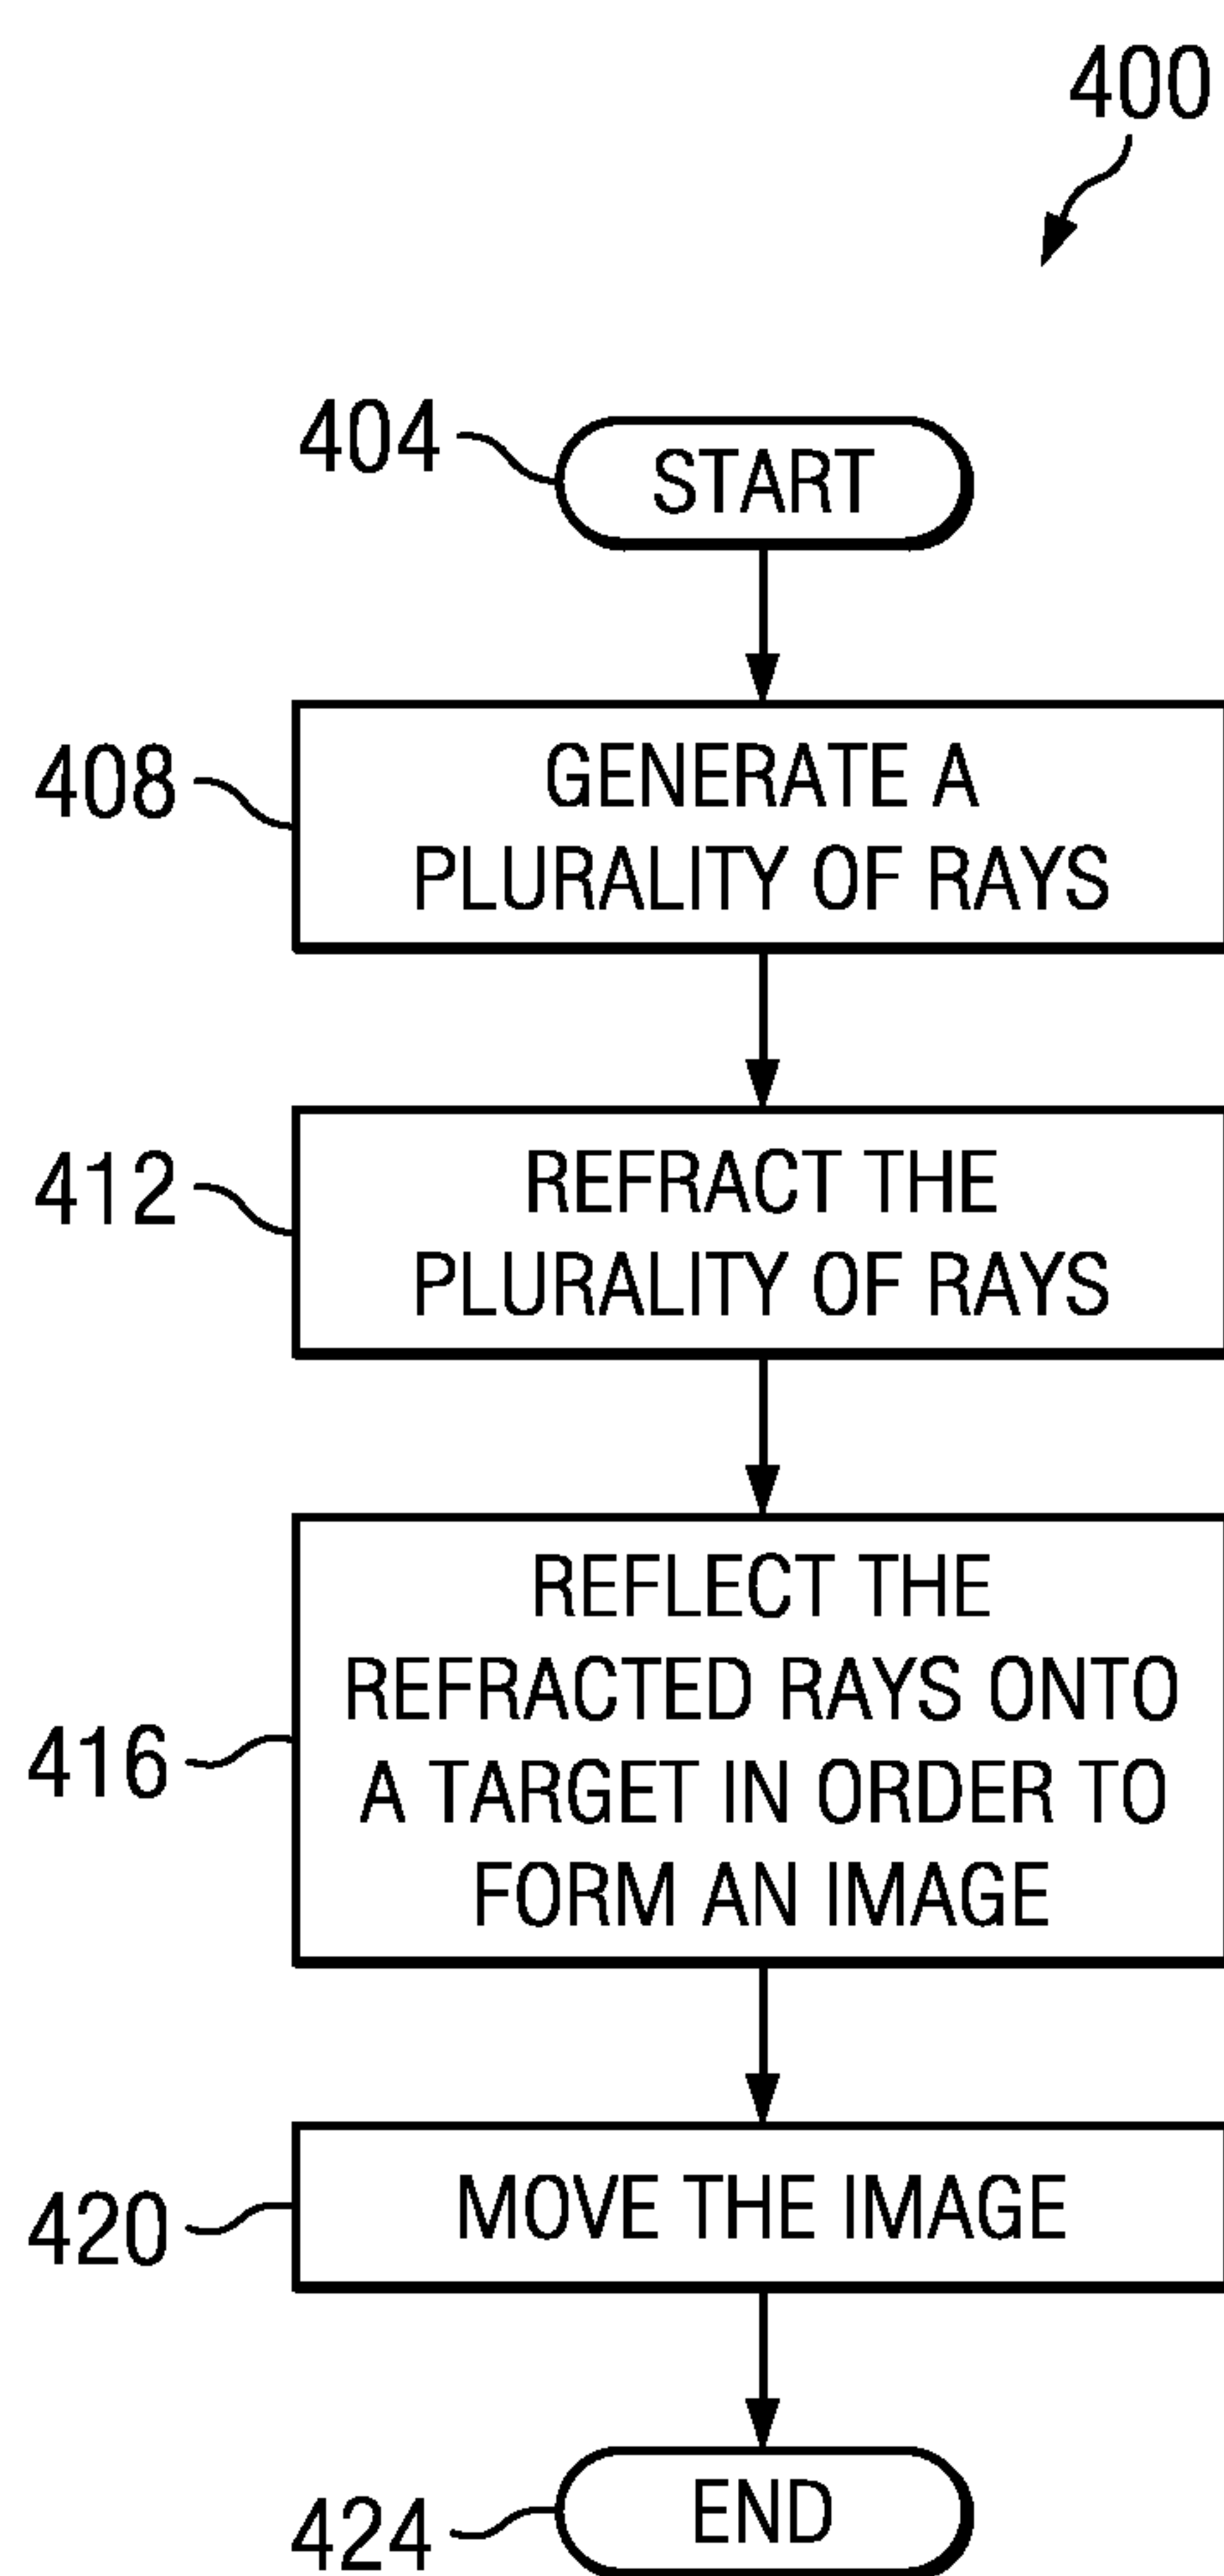 400
404
START
408
GENERATE A
PLURALITY OF RAYS
412
REFRACT THE
PLURALITY OF RAYS
416
REFLECT THE
REFRACTED RAYS ONTO
A TARGET IN ORDER TO
FORM AN IMAGE
420
MOVE THE IMAGE
424
END